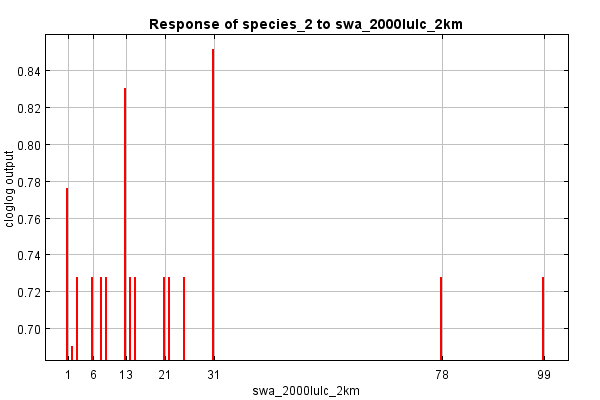 Response of species_2 to swa_2000lulc_2km
cloglog output
0.84
0.82
0.80
0.78
0.76
0.74
0.72
0.70
1 6 13 21 31 78 99
swa_2000lulc_2km